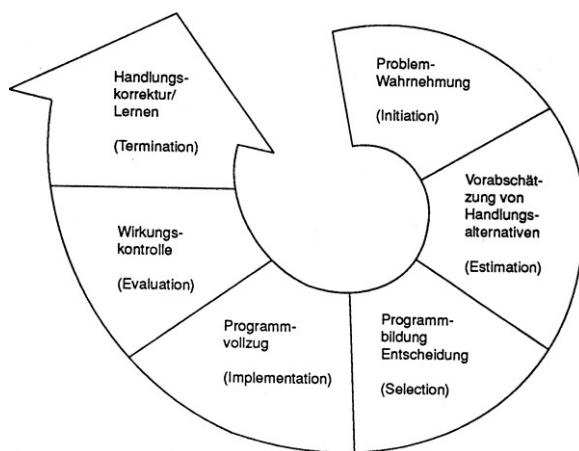 Problem-
Wahrnehmung
(Initiation)
Vorabschät-
zung von
Handlungs-
alternativen
(Estimation)
Programm-
bildung
Entscheidung
(Selection)
Programm-
vollzug
(Implementation)
Wirkungs-
kontrolle
(Evaluation)
Handlungs-
korrektur/
Lernen
(Termination)